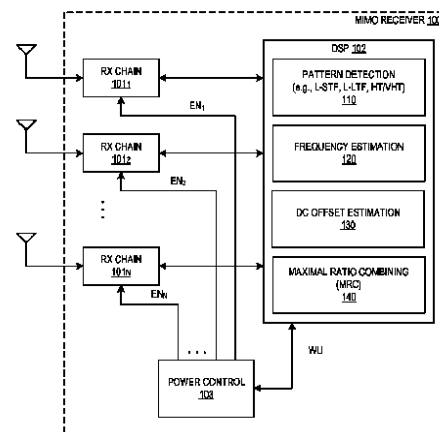 MIMO RECEIVER 100
DSP 102
RX CHAIN
101₁
PATTERN DETECTION
(e.g., L-STF, L-LTF, HT/VHT)
110
EN₁
RX CHAIN
101₂
FREQUENCY ESTIMATION
120
EN₂
DC OFFSET ESTIMATION
130
RX CHAIN
101N
MAXIMAL RATIO COMBINING
(MRC)
140
ENN
WU
POWER CONTROL
103